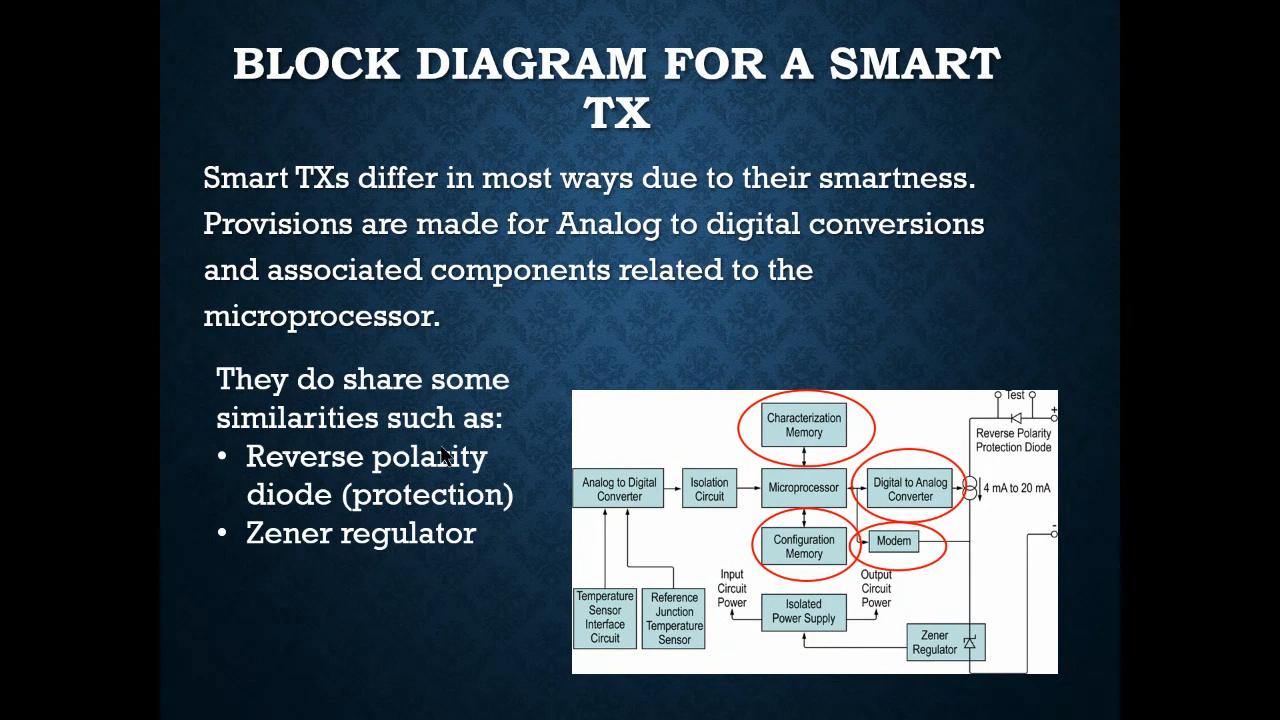 BLOCK DIAGRAM FOR A SMART
TX
Smart TXs differ in most ways due to their smartness.
Provisions are made for Analog to digital conversions
and associated components related to the
microprocessor.
They do share some
similarities such as:
• Reverse polarity
diode (protection)
• Zener regulator
Test
+
Characterization
Memory
Reverse Polarity
Protection Diode
Analog to Digital
Converter
Isolation
Circuit
Microprocessor
Digital to Analog
Converter
4 mA to 20 mA
-
Configuration
Memory
Modem
Input
Circuit
Power
Output
Circuit
Power
Temperature
Sensor
Interface
Circuit
Reference
Junction
Temperature
Sensor
Isolated
Power Supply
Zener
Regulator